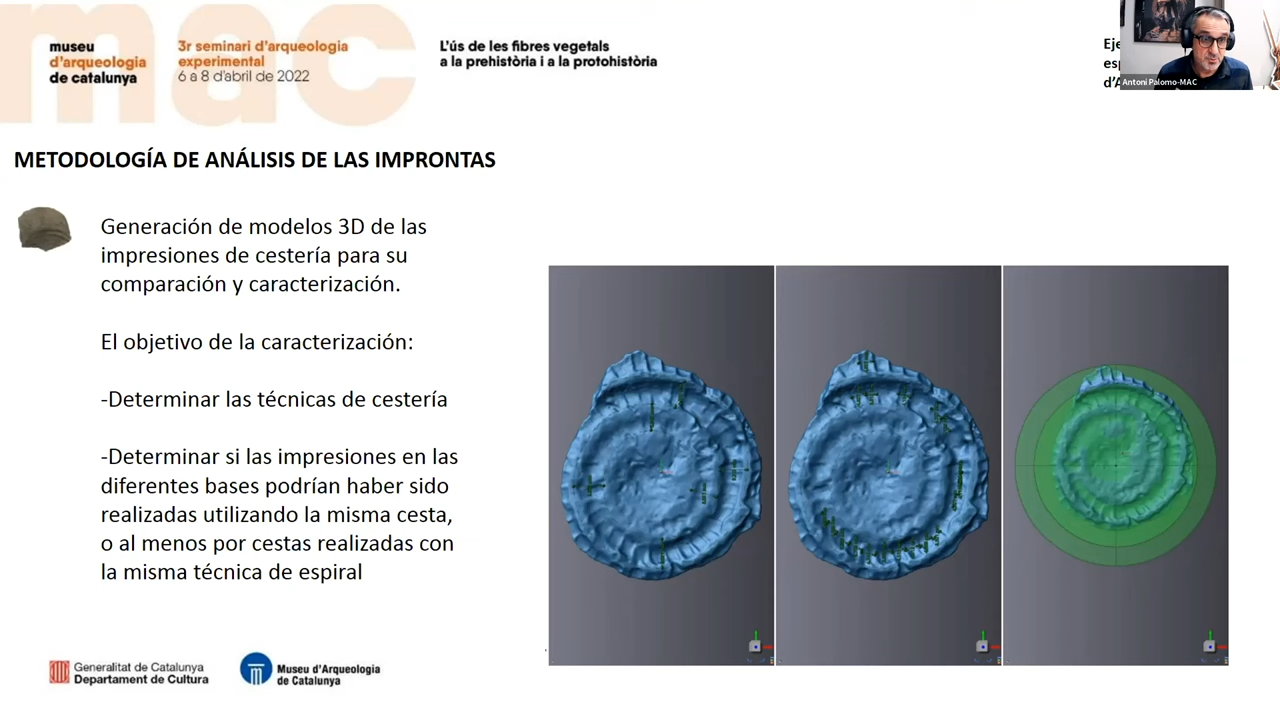 mac
museu
d'arqueologia
de catalunya
3r seminari d'arqueologia
experimental
6 a 8 d'abril de 2022
L'ús de les fibres vegetals
a la prehistòria i a la protohistòria
Antoni Palomo-MAC
METODOLOGÍA DE ANÁLISIS DE LAS IMPRONTAS
Generación de modelos 3D de las
impresiones de cestería para su
comparación y caracterización.
El objetivo de la caracterización:
-Determinar las técnicas de cestería
-Determinar si las impresiones en las
diferentes bases podrían haber sido
realizadas utilizando la misma cesta,
o al menos por cestas realizadas con
la misma técnica de espiral
Generalitat de Catalunya
Departament de Cultura
Museu d'Arqueologia
de Catalunya